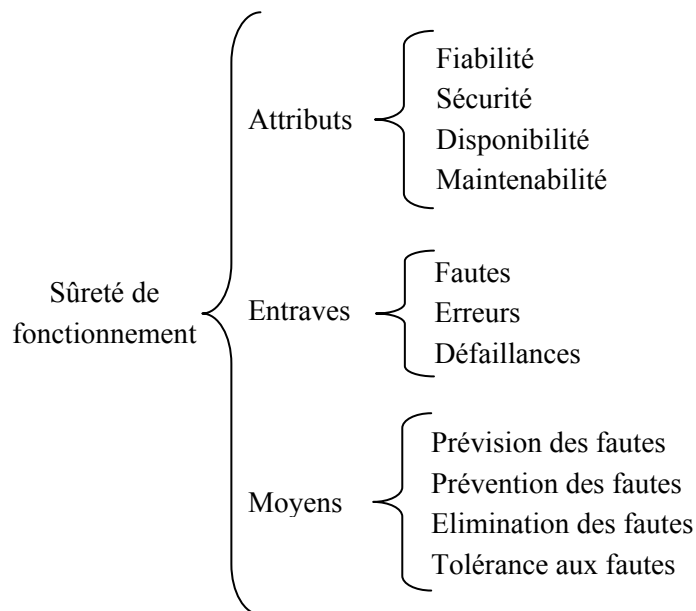 Sûreté de
fonctionnement
Attributs
Fiabilité
Sécurité
Disponibilité
Maintenabilité
Entraves
Fautes
Erreurs
Défaillances
Moyens
Prévision des fautes
Prévention des fautes
Elimination des fautes
Tolérance aux fautes